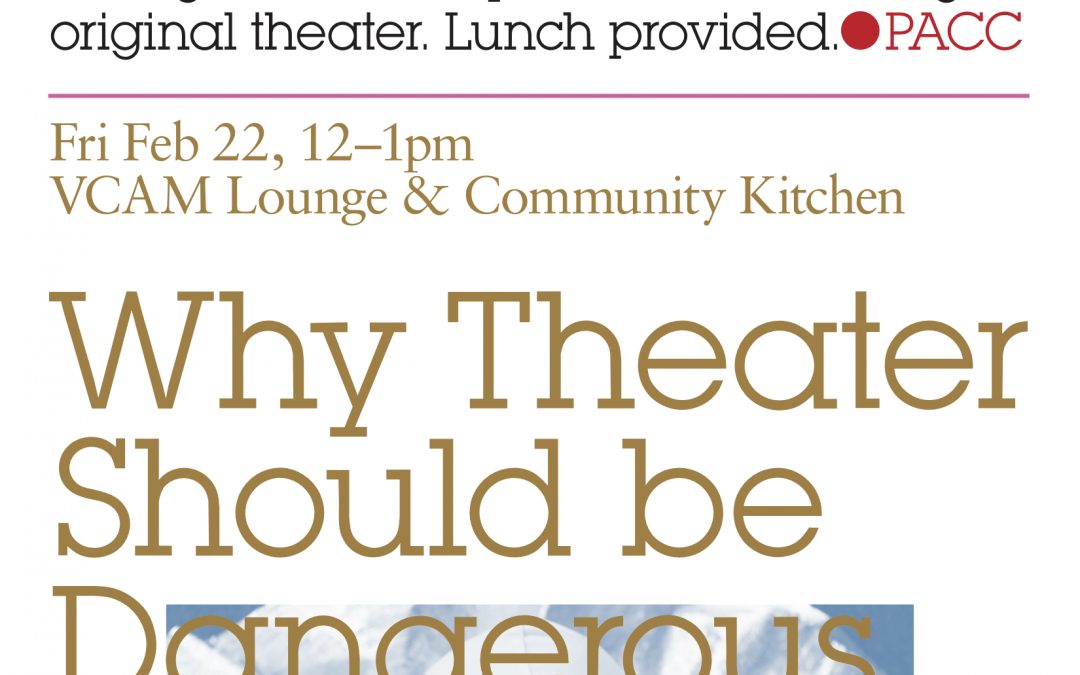 original theater. Lunch provided.●PACC
Fri Feb 22, 12–1pm
VCAM Lounge & Community Kitchen
Why Theater
Should be
Dangerous